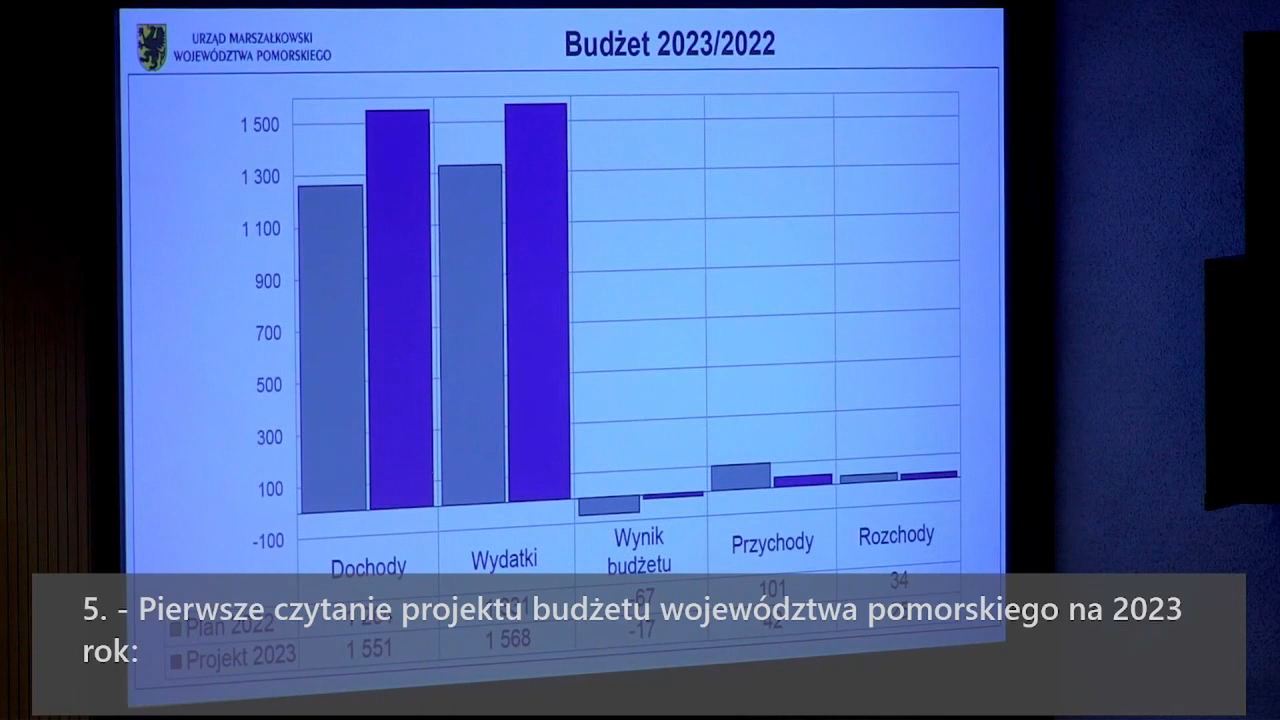 URZĄD MARSZAŁKOWSKI
WOJEWÓDZTWA POMORSKIEGO
Budżet 2023/2022
1 500
1 300
1 100
900
700
500
300
100
-100
Dochody
Wydatki
Wynik
budżetu
Przychody
Rozchody
Plan 2022
-67
101
34
Projekt 2023
1 551
1 568
-17
42
5. - Pierwsze czytanie projektu budżetu województwa pomorskiego na 2023
rok: